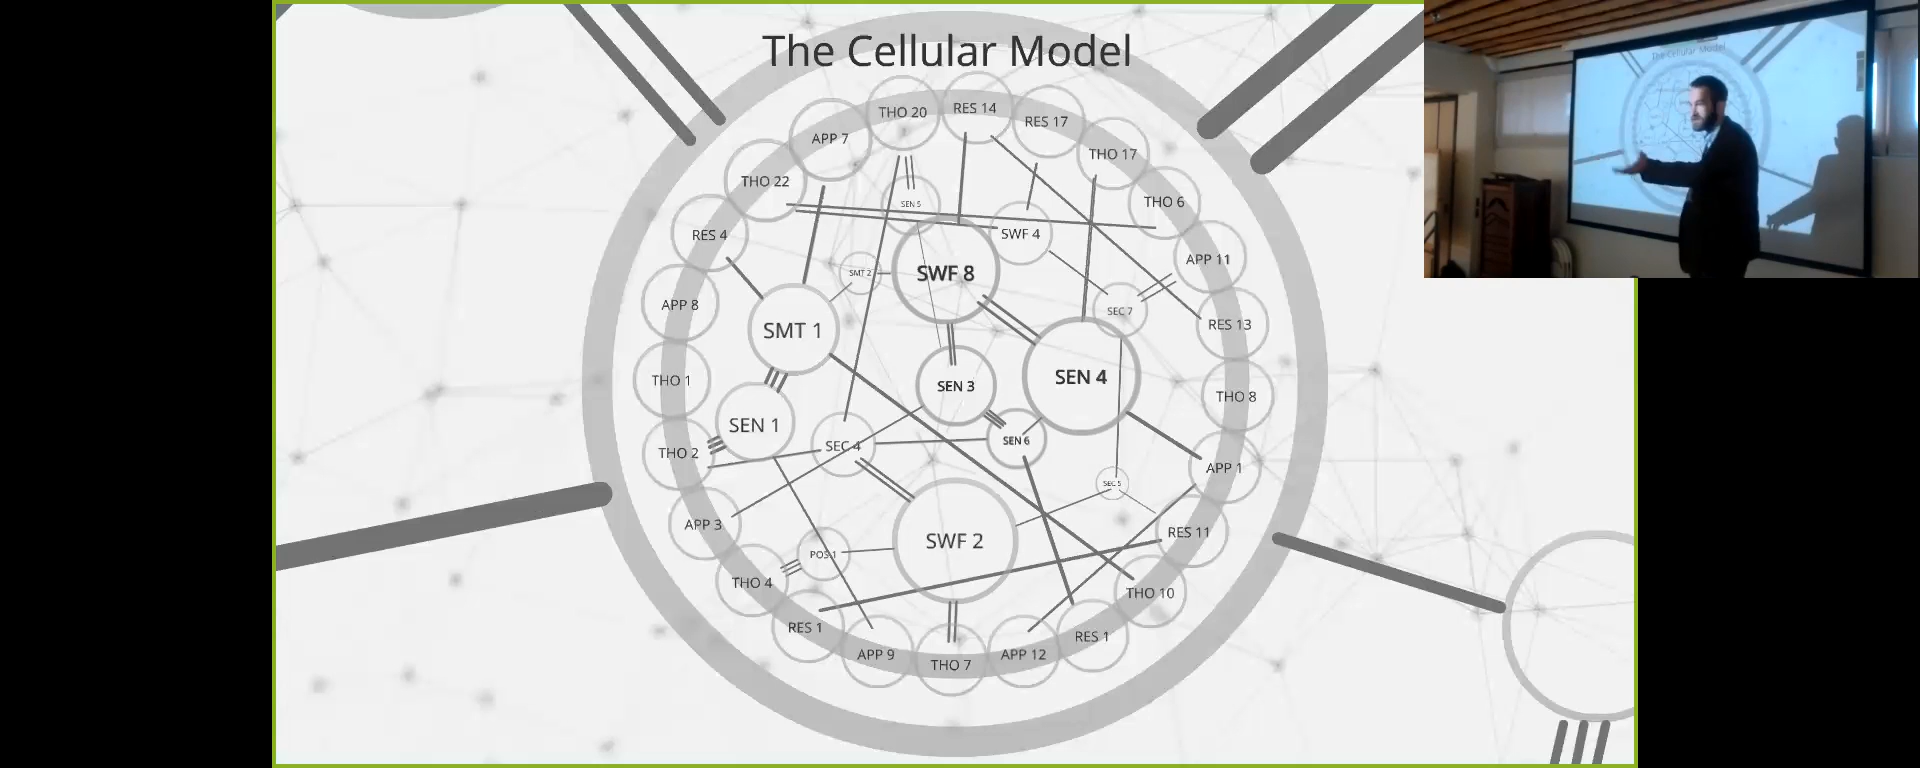 The Cellular Model
THO 20
RES 14
RES 17
APP 7
THO 17
THO 22
THO 6
SEN 5
RES 4
SWF 4
APP 11
SMT 2
SWF 8
APP 8
SEC 7
SMT 1
RES 13
THO 1
SEN 3
SEN 4
THO 8
SEN 1
SEN 6
THO 2
SEC 4
APP 1
SEC 5
APP 3
RES 11
SWF 2
POS 1
THO 4
THO 10
RES 1
RES 1
APP 9
THO 7
APP 12
The Cellular Model